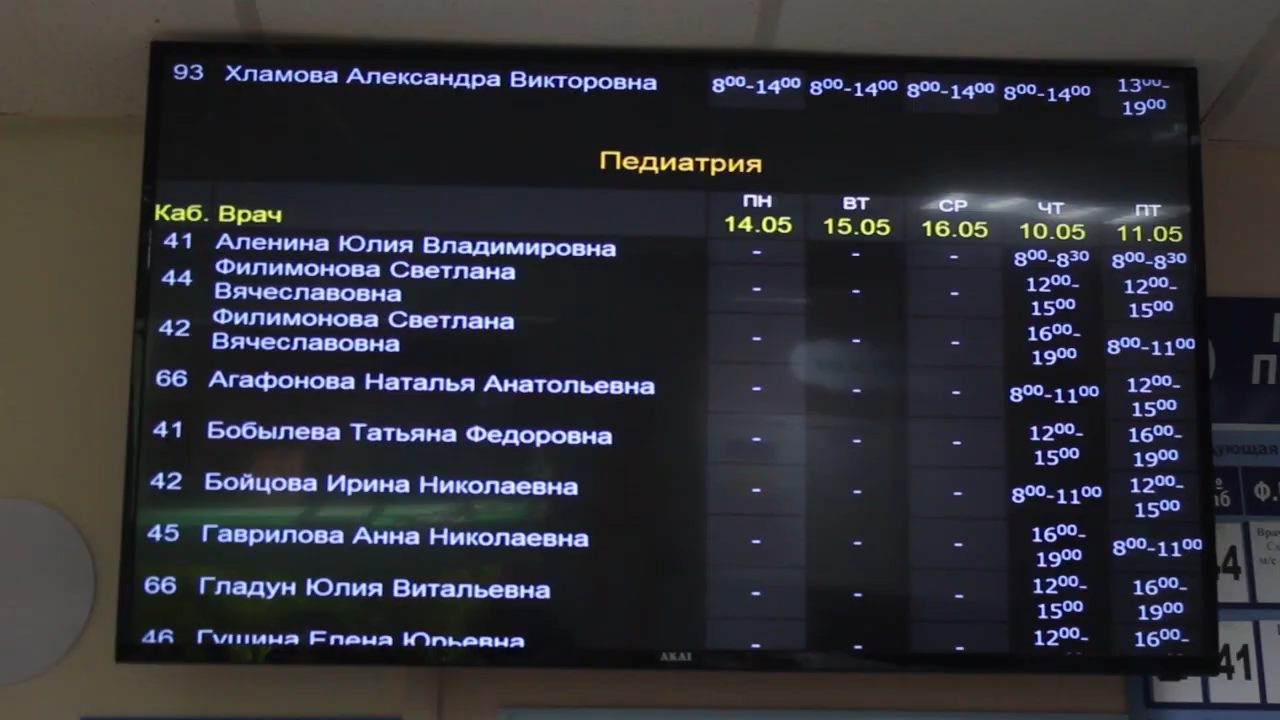 93 Хламова Александра Викторовна 8⁰⁰-14⁰⁰ 8⁰⁰-14⁰⁰ 8⁰⁰-14⁰⁰ 8⁰⁰-14⁰⁰ 13⁰⁰-
19⁰⁰
Педиатрия
ПН ВТ СР ЧТ ПТ
Каб. Врач 14.05 15.05 16.05 10.05 11.05
41 Аленина Юлия Владимировна - - - 8⁰⁰-8³⁰ 8⁰⁰-8³⁰
44 Филимонова Светлана - - - 12⁰⁰- 12⁰⁰-
Вячеславовна 15⁰⁰ 15⁰⁰
42 Филимонова Светлана - - - 16⁰⁰- 8⁰⁰-11⁰⁰
Вячеславовна 19⁰⁰
66 Агафонова Наталья Анатольевна - - - 8⁰⁰-11⁰⁰ 12⁰⁰-
15⁰⁰
41 Бобылева Татьяна Федоровна - - - 12⁰⁰- 16⁰⁰-
15⁰⁰ 19⁰⁰
42 Бойцова Ирина Николаевна - - - 8⁰⁰-11⁰⁰ 12⁰⁰-
15⁰⁰
45 Гаврилова Анна Николаевна - - - 16⁰⁰- 8⁰⁰-11⁰⁰
19⁰⁰
66 Гладун Юлия Витальевна - - - 12⁰⁰- 16⁰⁰-
15⁰⁰ 19⁰⁰
46 Гущина Елена Юрьевна - - - 12⁰⁰- 16⁰⁰-
AKAI
41